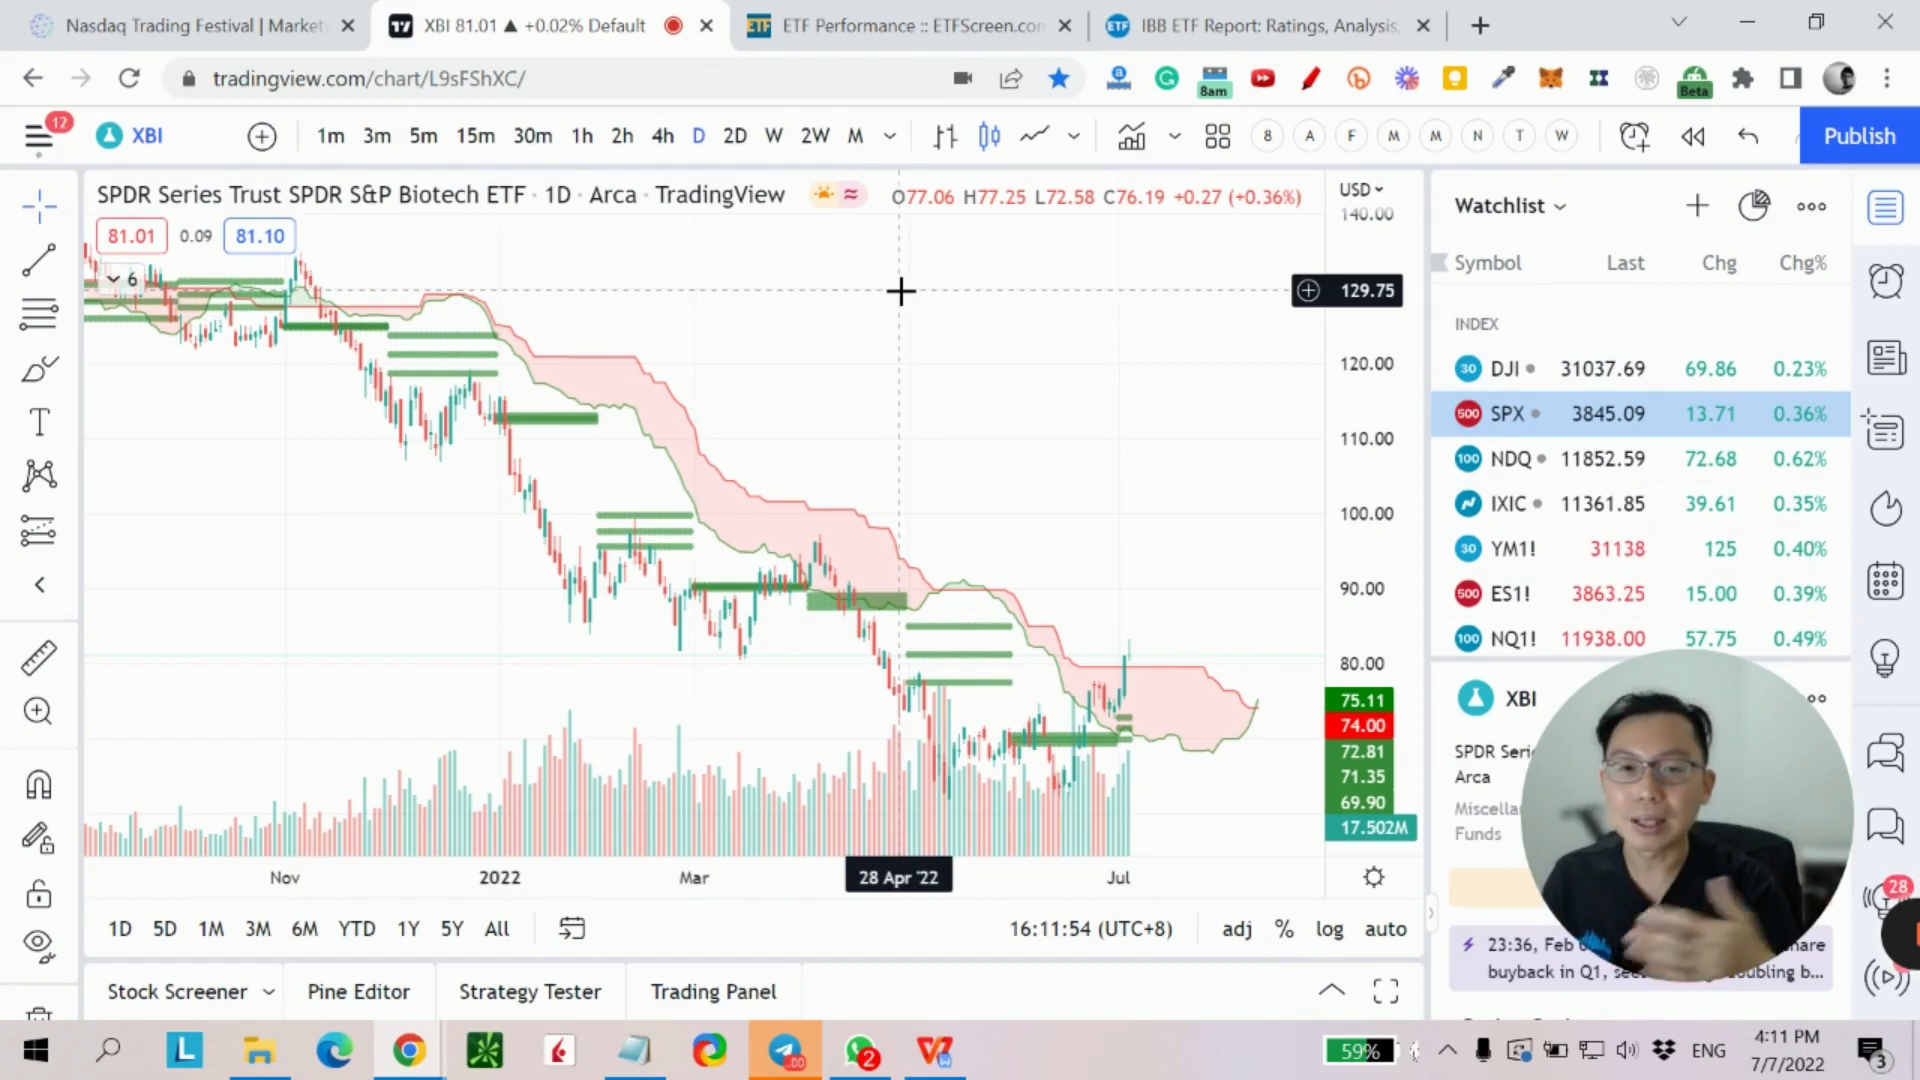 Nasdaq Trading Festival | Market
XBI 81.01 ▲ +0.02% Default
ETF Performance :: ETFScreen.com
IBB ETF Report: Ratings, Analysis,
tradingview.com/chart/L9sFShXC/
8am
Beta
12
XBI
1m 3m 5m 15m 30m 1h 2h 4h D 2D W 2W M
8 A F M M N T W
Publish
SPDR Series Trust SPDR S&P Biotech ETF · 1D · Arca · TradingView
O77.06 H77.25 L72.58 C76.19 +0.27 (+0.36%)
81.01 0.09 81.10
6
USD
140.00
129.75
120.00
110.00
100.00
90.00
80.00
75.11
74.00
72.81
71.35
69.90
17.502M
Nov 2022 Mar 28 Apr '22 Jul
1D 5D 1M 3M 6M YTD 1Y 5Y All
16:11:54 (UTC+8) adj % log auto
Stock Screener Pine Editor Strategy Tester Trading Panel
Watchlist
Symbol Last Chg Chg%
INDEX
30 DJI 31037.69 69.86 0.23%
500 SPX 3845.09 13.71 0.36%
100 NDQ 11852.59 72.68 0.62%
IXIC 11361.85 39.61 0.35%
30 YM1! 31138 125 0.40%
500 ES1! 3863.25 15.00 0.39%
100 NQ1! 11938.00 57.75 0.49%
XBI
SPDR
Arca
Funds
23:36, Feb
buyback in Q1,
28
59%
2
ENG
4:11 PM
7/7/2022
3